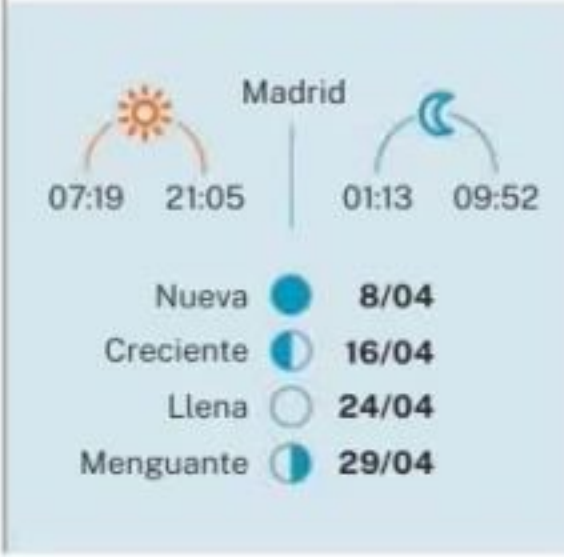 Madrid
07:19 21:05 01:13 09:52
Nueva 8/04
Creciente 16/04
Llena 24/04
Menguante 29/04